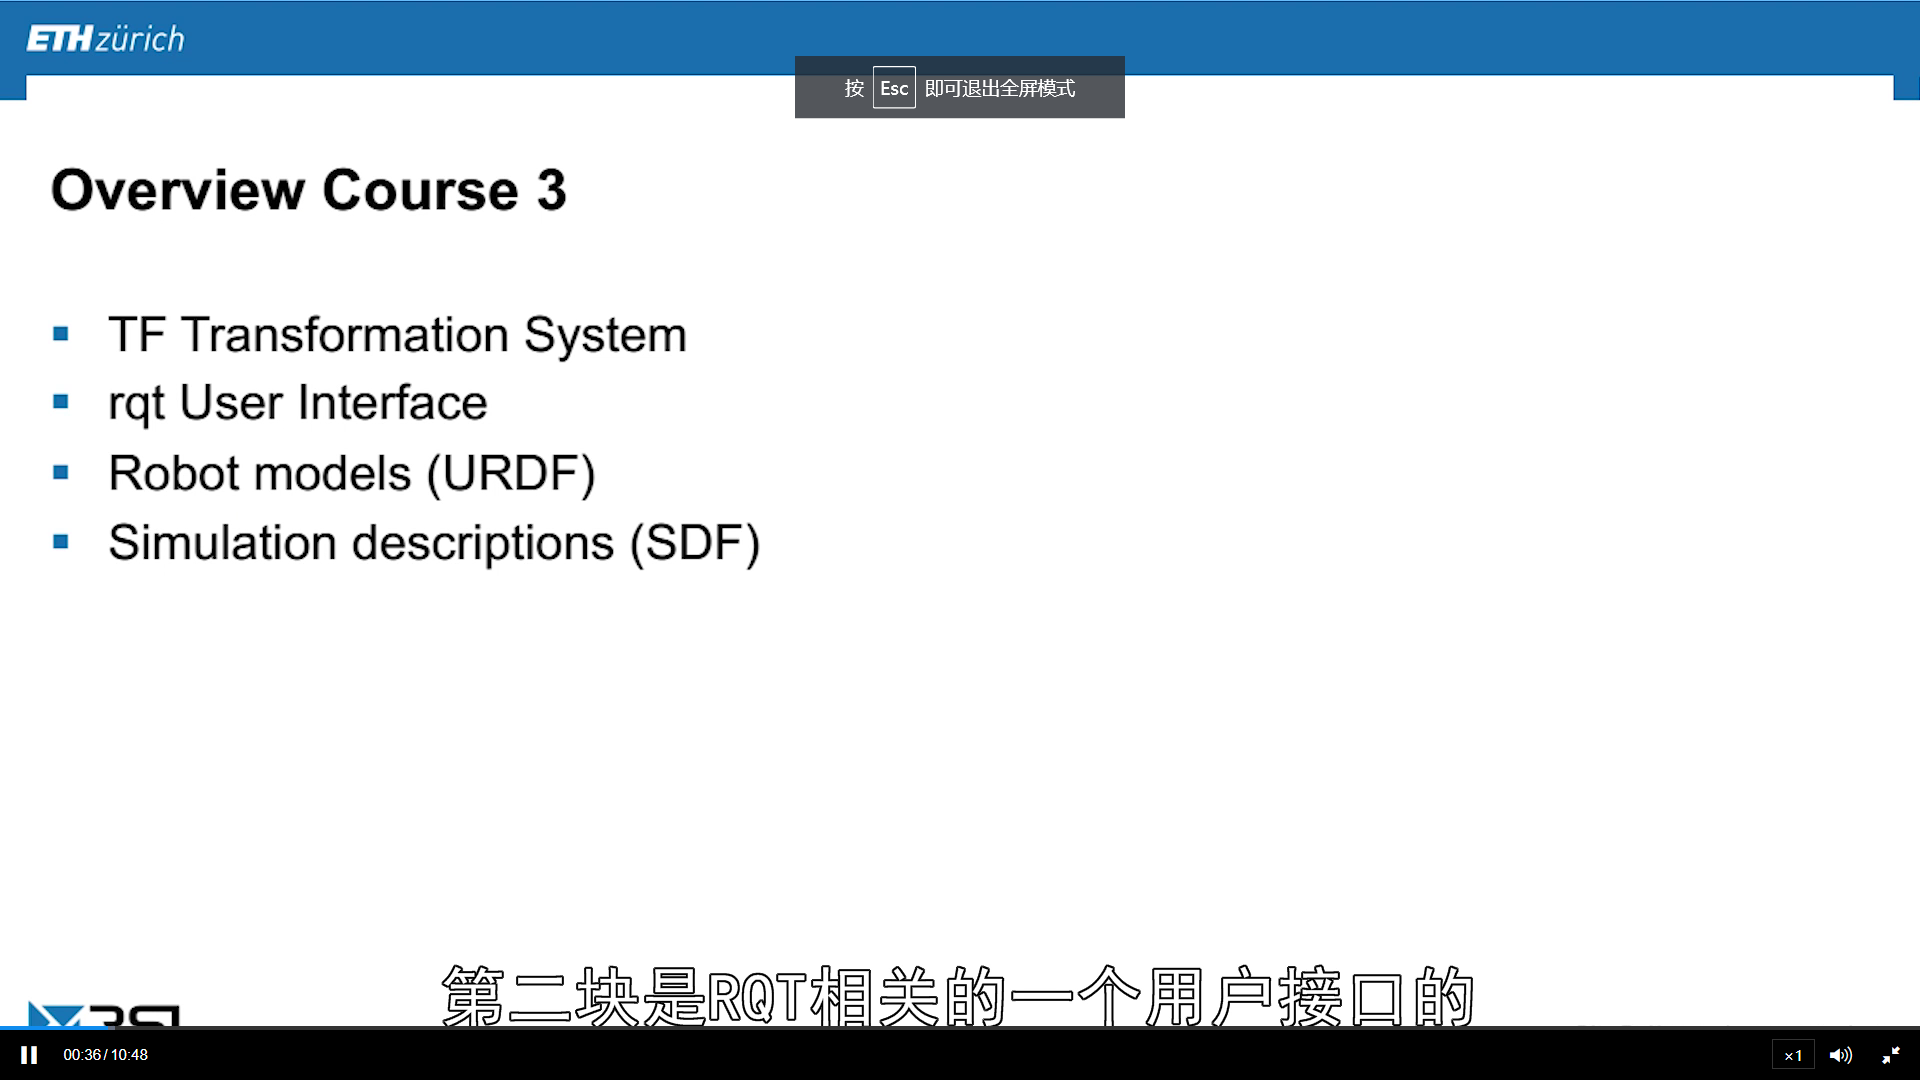 ETH zürich
按 Esc 即可退出全屏模式
Overview Course 3
TF Transformation System
rqt User Interface
Robot models (URDF)
Simulation descriptions (SDF)
第二块是RQT相关的一个用户接口的
RSL
00:36 / 10:48
×1